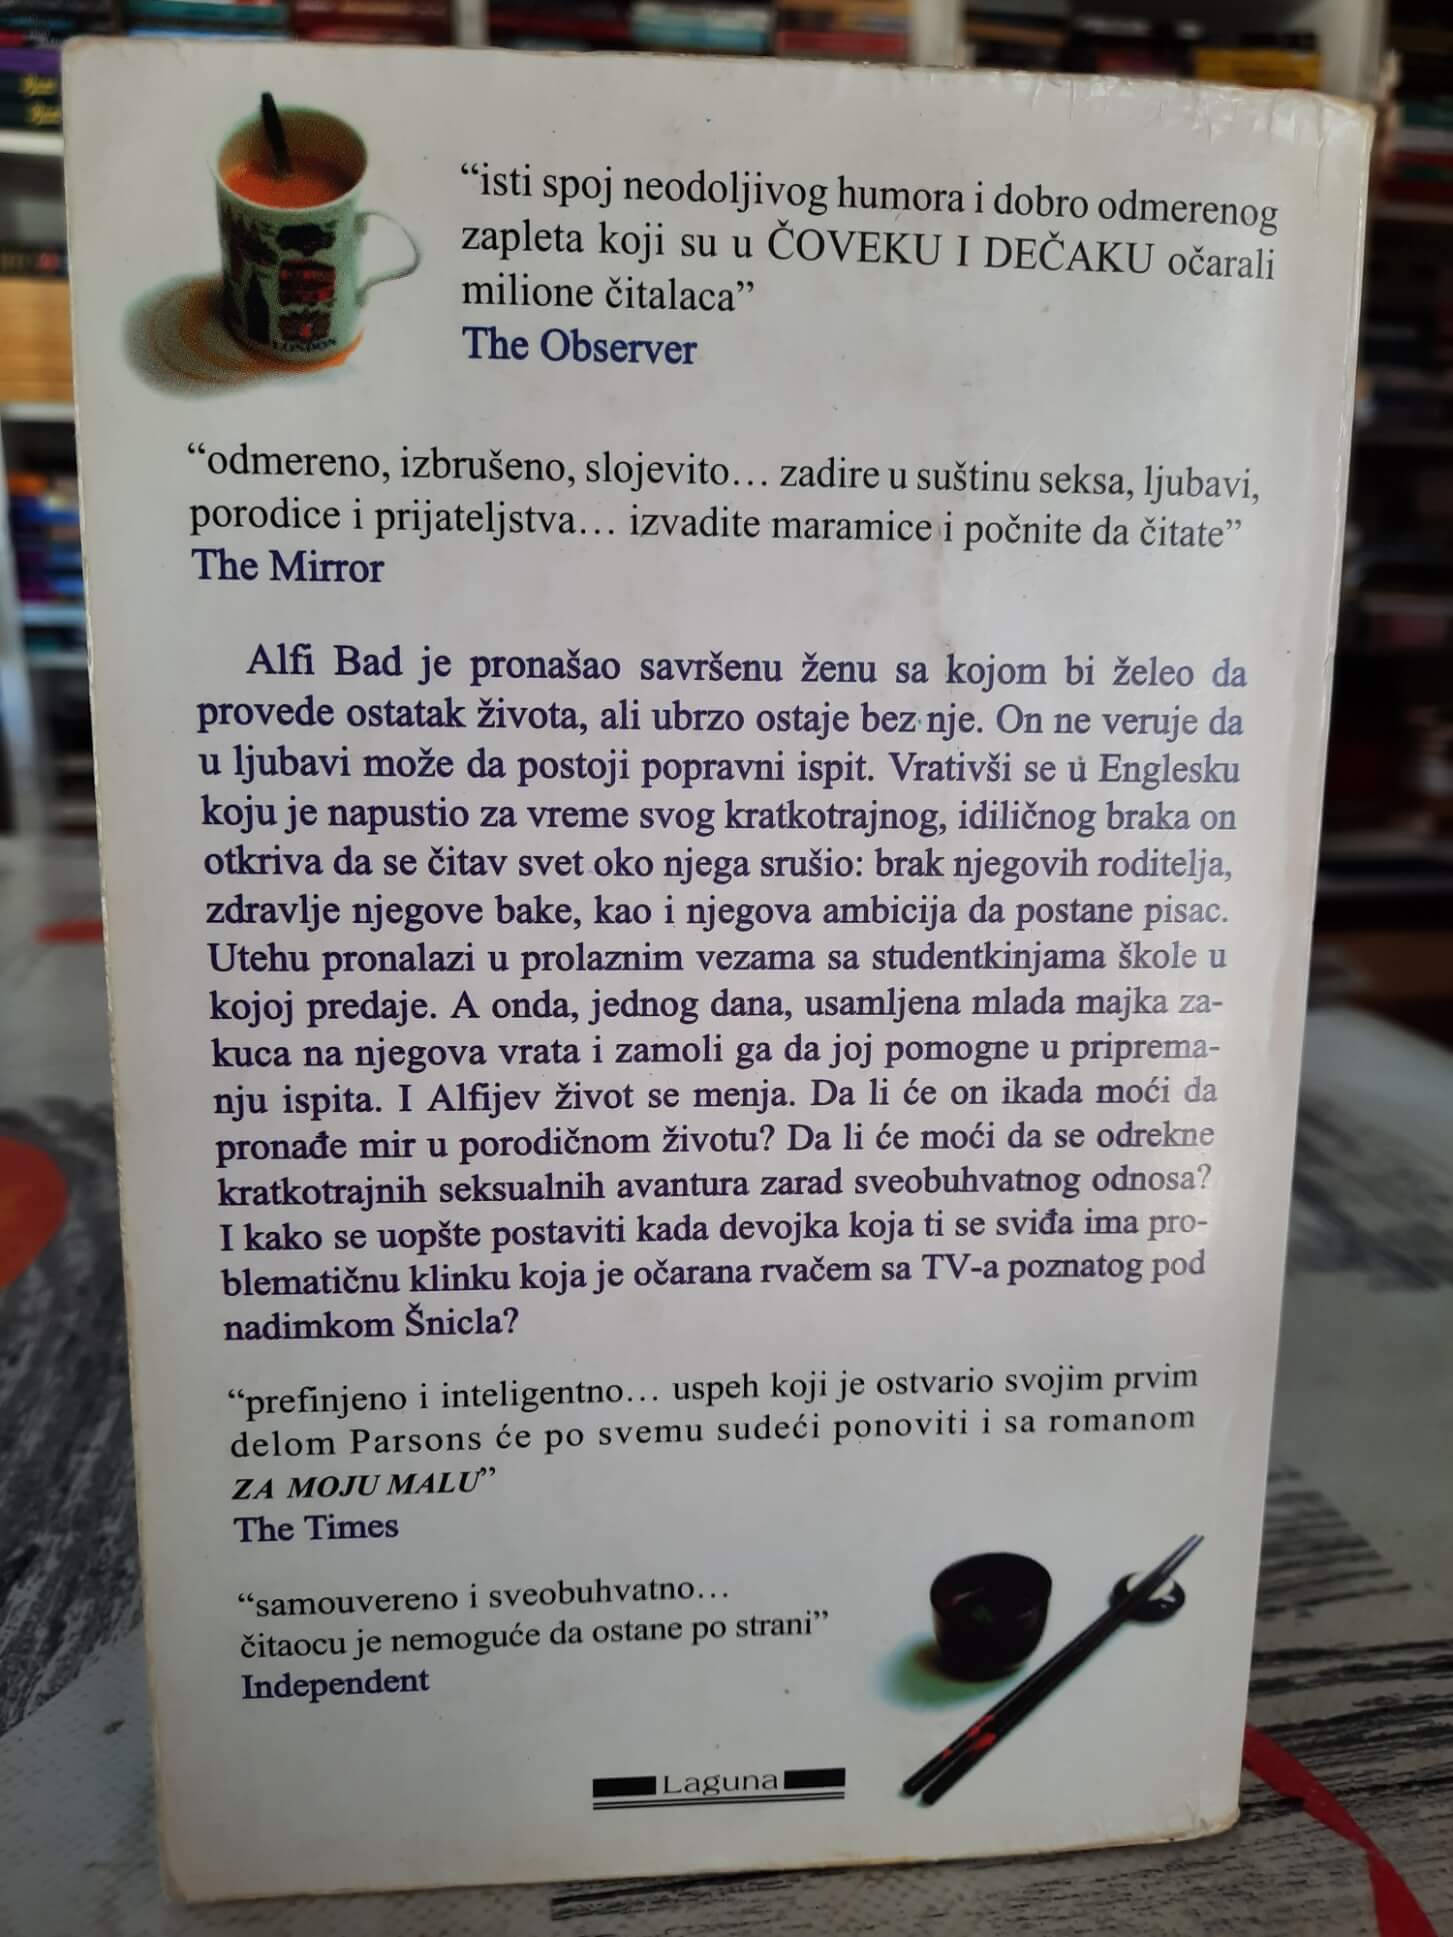 “isti spoj neodoljivog humora i dobro odmerenog
zapleta koji su u ČOVEKU I DEČAKU očarali
milione čitalaca”
The Observer
“odmereno, izbrušeno, slojevito… zadire u suštinu seksa, ljubavi,
porodice i prijateljstva… izvadite maramice i počnite da čitate”
The Mirror
Alfi Bad je pronašao savršenu ženu sa kojom bi želeo da
provede ostatak života, ali ubrzo ostaje bez nje. On ne veruje da
u ljubavi može da postoji popravni ispit. Vrativši se u Englesku
koju je napustio za vreme svog kratkotrajnog, idiličnog braka on
otkriva da se čitav svet oko njega srušio: brak njegovih roditelja,
zdravlje njegove bake, kao i njegova ambicija da postane pisac.
Utehu pronalazi u prolaznim vezama sa studentkinjama škole u
kojoj predaje. A onda, jednog dana, usamljena mlada majka za-
kuca na njegova vrata i zamoli ga da joj pomogne u priprema-
nju ispita. I Alfijev život se menja. Da li će on ikada moći da
pronađe mir u porodičnom životu? Da li će moći da se odrekne
kratkotrajnih seksualnih avantura zarad sveobuhvatnog odnosa?
I kako se uopšte postaviti kada devojka koja ti se sviđa ima pro-
blematičnu klinku koja je očarana rvačem sa TV-a poznatog pod
nadimkom Šnicla?
“prefinjeno i inteligentno… uspeh koji je ostvario svojim prvim
delom Parsons će po svemu sudeći ponoviti i sa romanom
ZA MOJU MALU”
The Times
“samouvereno i sveobuhvatno…
čitaocu je nemoguće da ostane po strani”
Independent
Laguna
LONDON